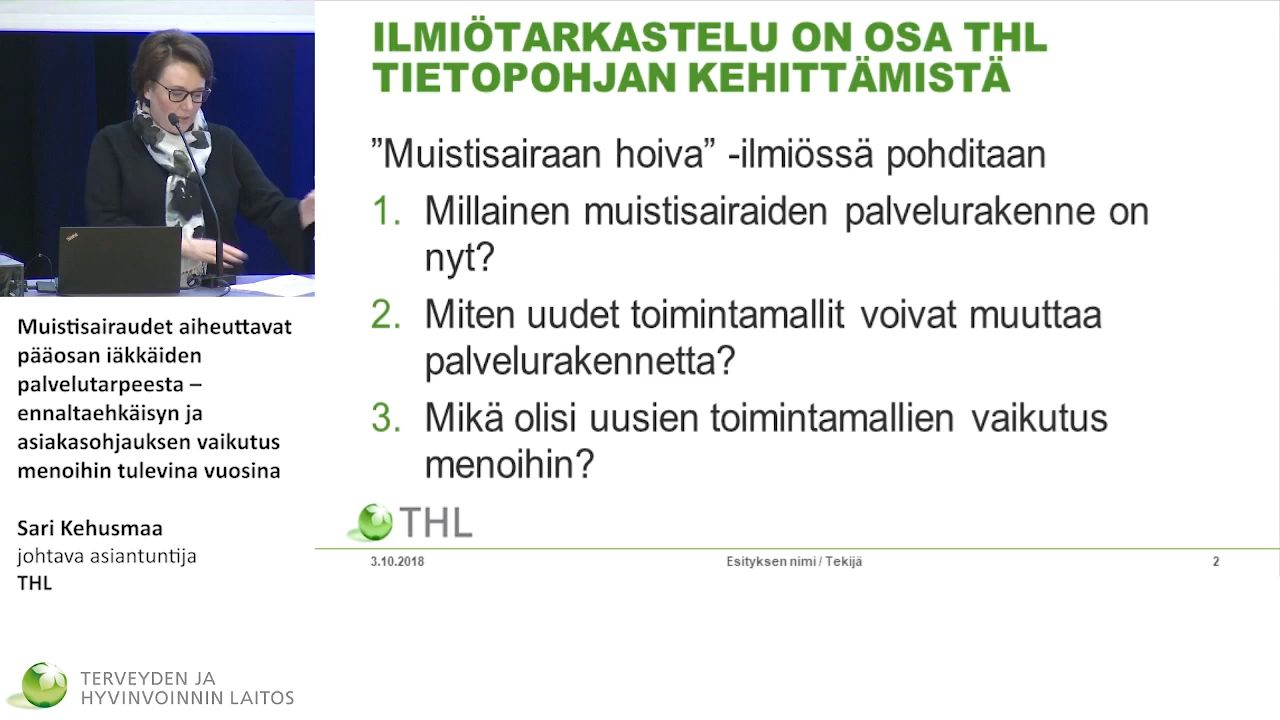 ILMIÖTARKASTELU ON OSA THL
TIETOPOHJAN KEHITTÄMISTÄ
”Muistisairaan hoiva” -ilmiössä pohditaan
1. Millainen muistisairaiden palvelurakenne on
nyt?
2. Miten uudet toimintamallit voivat muuttaa
palvelurakennetta?
3. Mikä olisi uusien toimintamallien vaikutus
menoihin?
THL
3.10.2018 Esityksen nimi / Tekijä 2
Muistisairaudet aiheuttavat
pääosan iäkkäiden
palvelutarpeesta –
ennaltaehkäisyn ja
asiakasohjauksen vaikutus
menoihin tulevina vuosina
Sari Kehusmaa
johtava asiantuntija
THL
TERVEYDEN JA
HYVINVOINNIN LAITOS